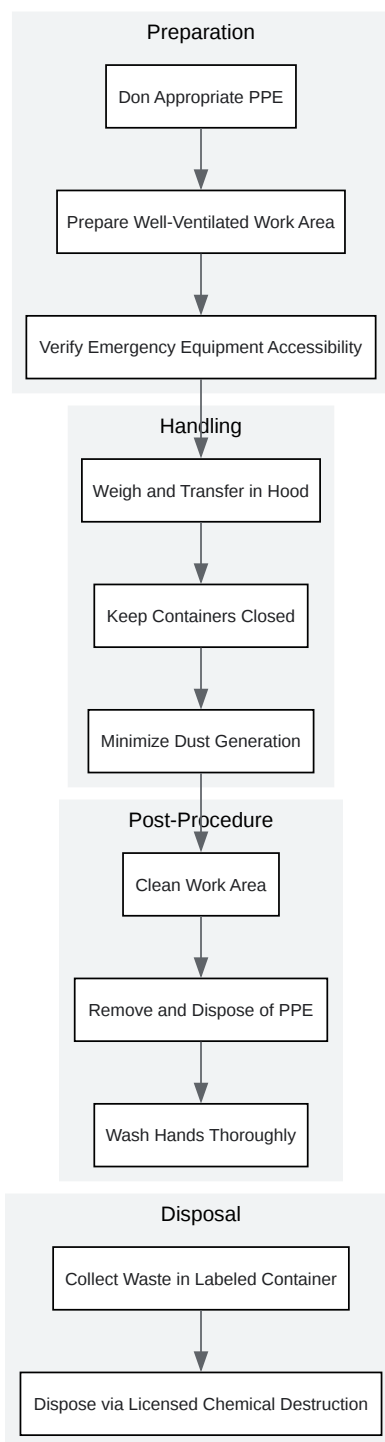 Preparation
Don Appropriate PPE
Prepare Well-Ventilated Work Area
Verify Emergency Equipment Accessibility
Handling
Weigh and Transfer in Hood
Keep Containers Closed
Minimize Dust Generation
Post-Procedure
Clean Work Area
Remove and Dispose of PPE
Wash Hands Thoroughly
Disposal
Collect Waste in Labeled Container
Dispose via Licensed Chemical Destruction